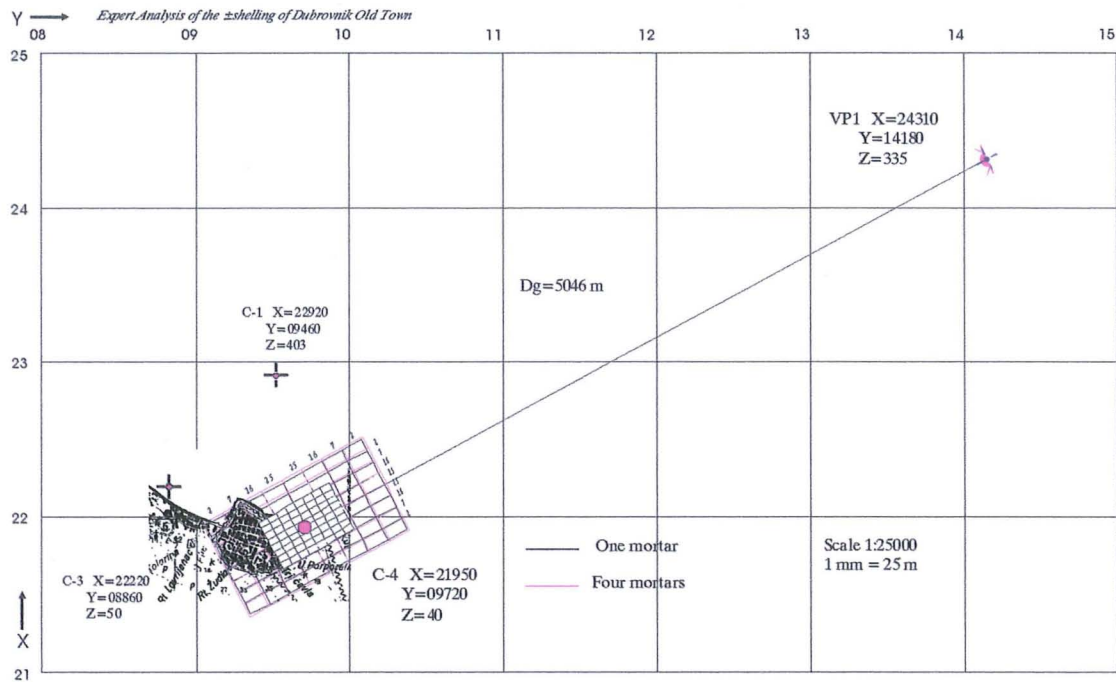 Y Expert Analysis of the ±shelling of Dubrovnik Old Town
08 09 10 11 12 13 14 15
25
VP1 X=24310
Y=14180
Z=335
24
Dg=5046 m
C-1 X=22920
Y=09460
Z=403
23
22
One mortar
Four mortars
Scale 1:25000
1 mm = 25 m
C-3 X=22220
Y=08860
Z=50
C-4 X=21950
Y=09720
Z=40
X
21